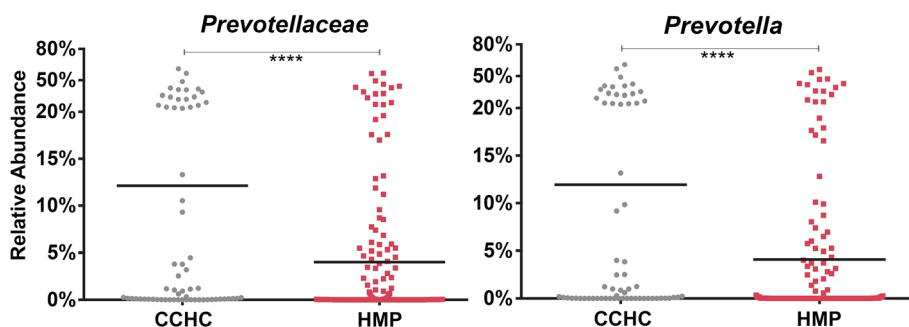 Prevotellaceae
Relative Abundance
80%
50%
20%
15%
10%
5%
0%
****
CCHC
HMP
Prevotella
80%
50%
20%
15%
10%
5%
0%
****
CCHC
HMP